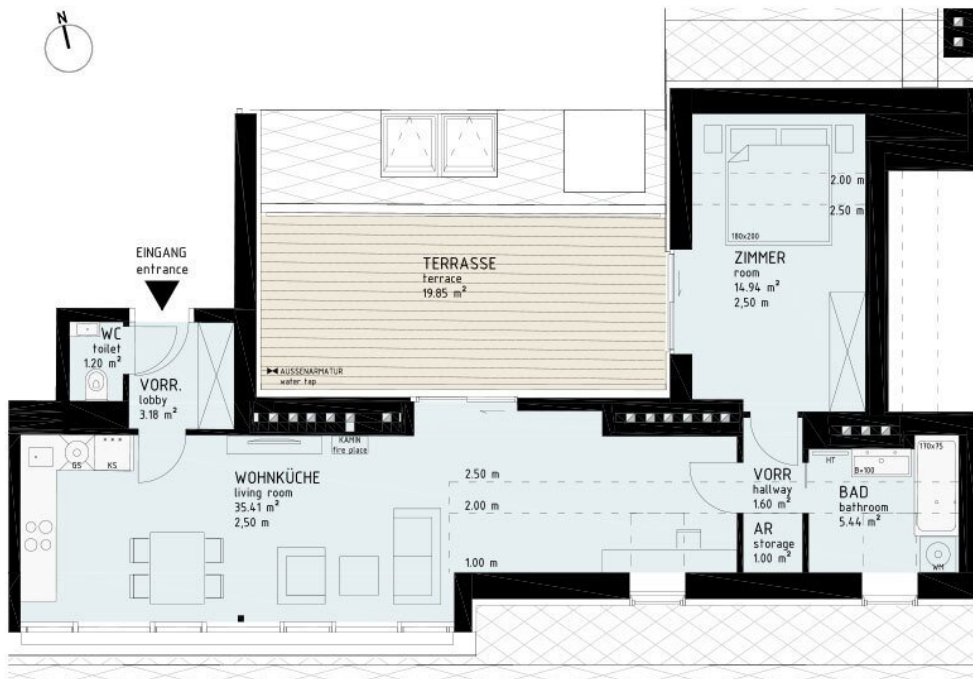 N
EINGANG
entrance
WC
toilet
1.20 m²
VORR.
lobby
3.18 m²
TERRASSE
terrace
19.85 m²
AUSSENARMATUR
water tap
2.00 m
2.50 m
180x200
ZIMMER
room
14.94 m²
2,50 m
GS
KS
KAMIN
fire place
WOHNKÜCHE
living room
35.41 m²
2,50 m
2.50 m
2.00 m
1.00 m
VORR
hallway
1.60 m²
AR
storage
1.00 m²
HT
B=100
170x75
BAD
bathroom
5.44 m²
WM